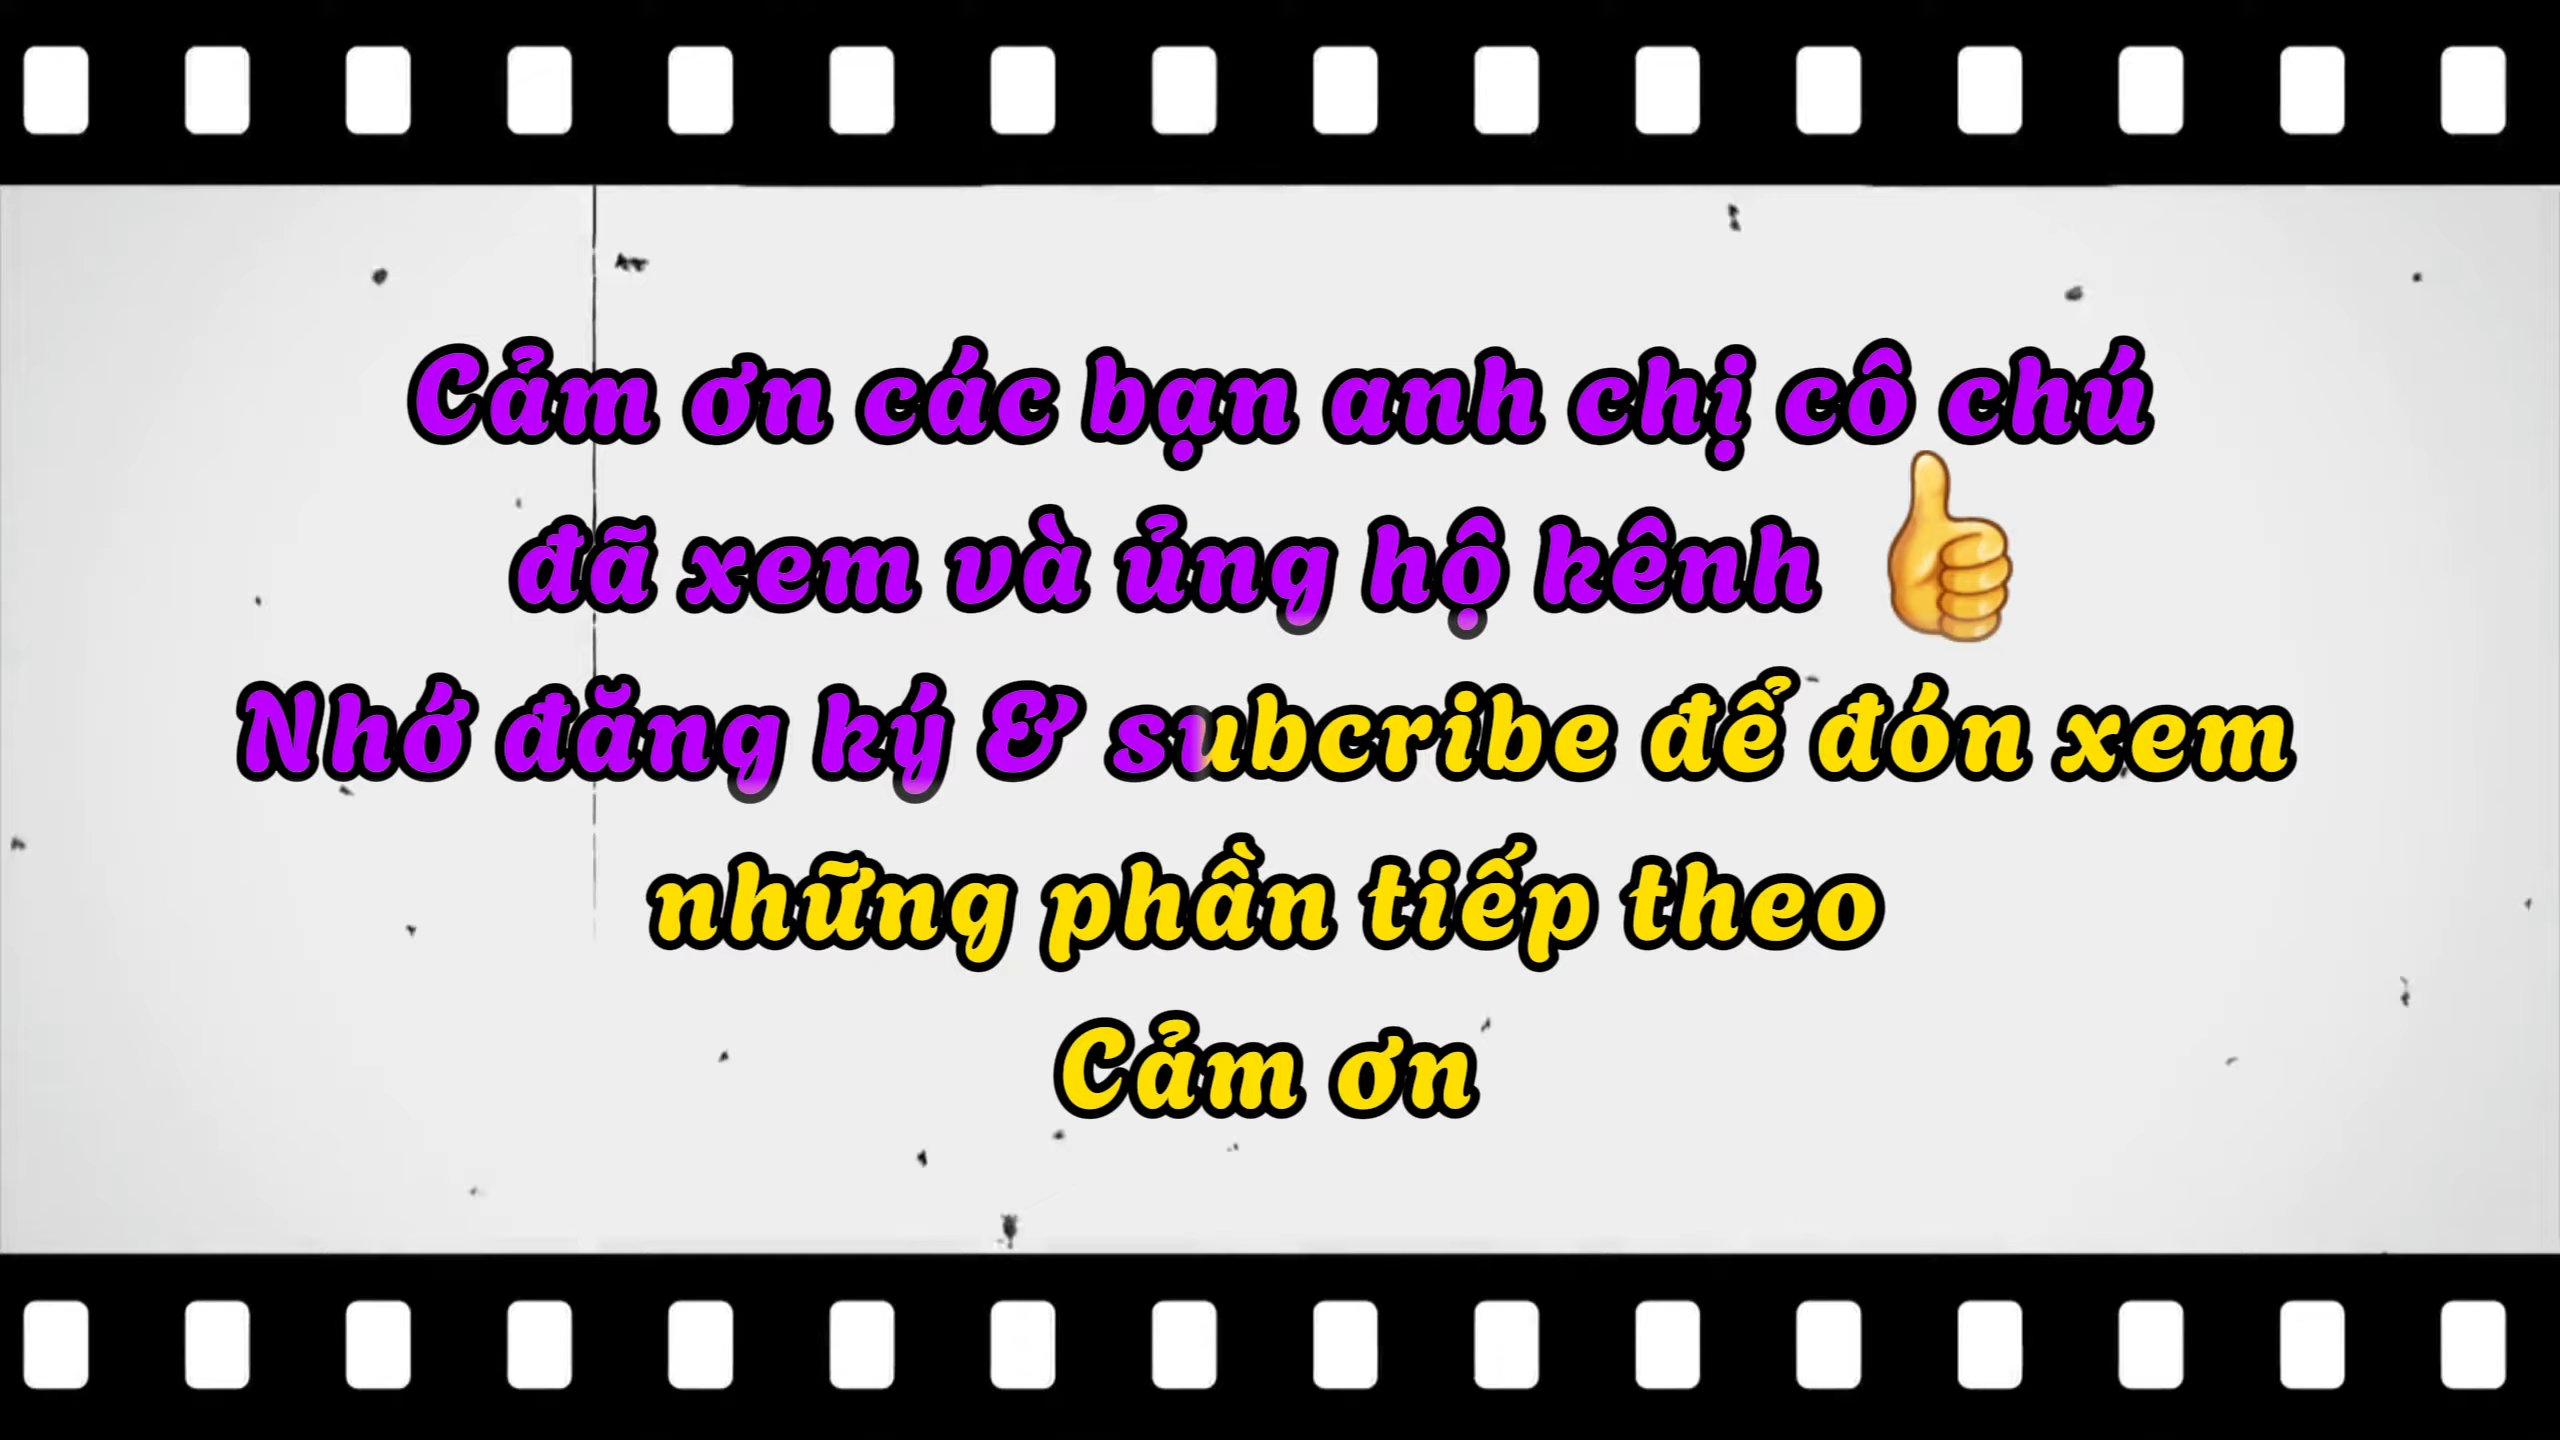 Cảm ơn các bạn anh chị cô chú
đã xem và ủng hộ kênh 👍
Nhớ đăng ký & subcribe để đón xem
những phần tiếp theo
Cảm ơn